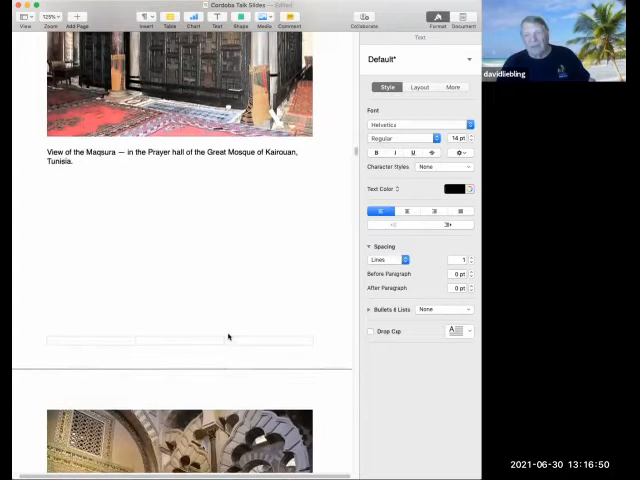 Cordoba Talk Slides — Edited
View
125%
Zoom
Add Page
Insert
Table
Chart
Text
Shape
Media
Comment
Collaborate
Format
Document
Text
Default*
Style
Layout
More
Font
Helvetica
Regular
14 pt
B I U
Character Styles
None
Text Color
Spacing
Lines
1
Before Paragraph
0 pt
After Paragraph
0 pt
Bullets & Lists
None
Drop Cap
View of the Maqsura — in the Prayer hall of the Great Mosque of Kairouan,
Tunisia.
davidliebling
2021-06-30 13:16:50